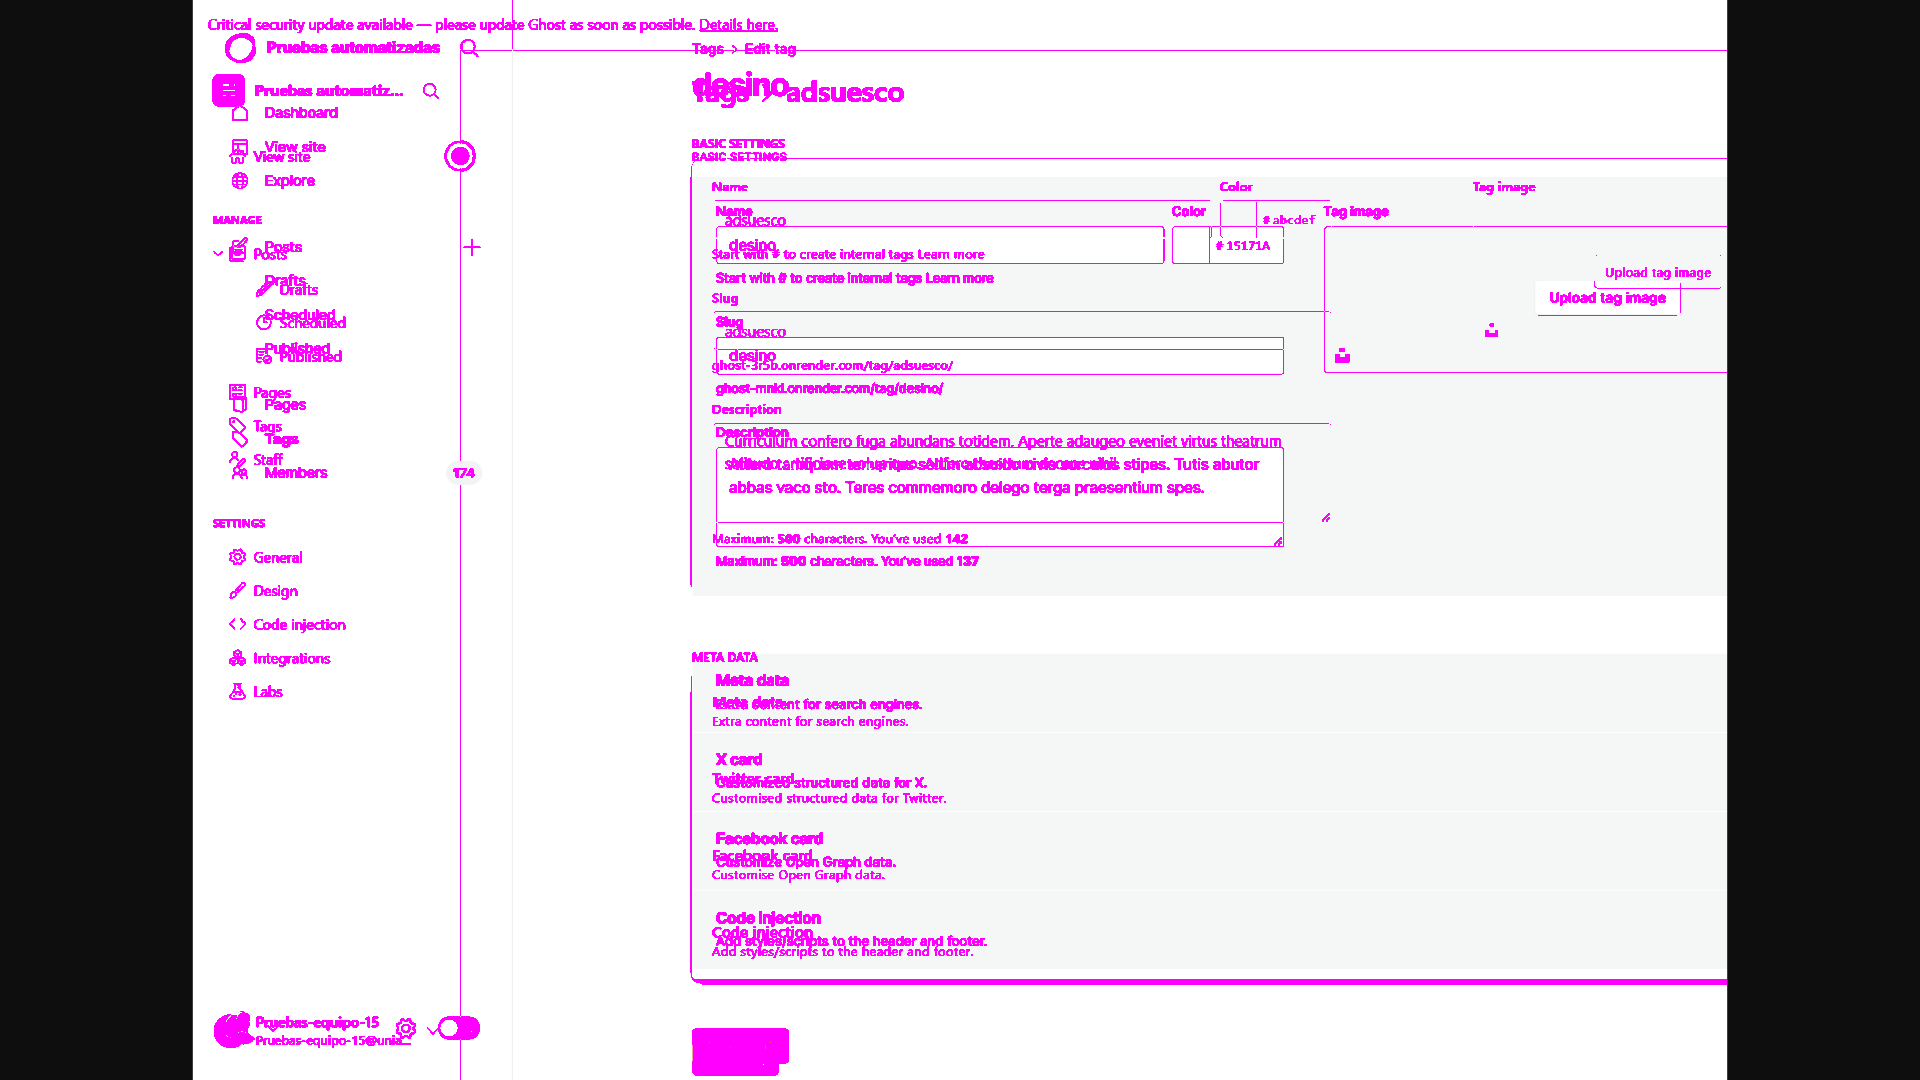 Critical security update available — please update Ghost as soon as possible. Details here.
Pruebas automatizadas
Tags > Edit tag
Pruebas automatiz...
desino
Tags > adsuesco
Dashboard
View site
View site
Explore
BASIC SETTINGS
BASIC SETTINGS
MANAGE
Posts
Posts
Drafts
Drafts
Scheduled
Scheduled
Published
Published
Pages
Pages
Tags
Tags
Staff
Members
174
SETTINGS
General
Design
Code injection
Integrations
Labs
Name
Color
Tag image
Name
Color
Tag image
adsuesco
# abcdef
desino
# 15171A
Start with # to create internal tags Learn more
Start with # to create internal tags Learn more
Upload tag image
Upload tag image
Slug
Slug
adsuesco
desino
ghost-3r5b.onrender.com/tag/adsuesco/
ghost-mnkl.onrender.com/tag/desino/
Description
Description
Curriculum confero fuga abundans totidem. Aperte adaugeo eveniet virtus theatrum
stipes. Tutis abutor
abbas vaco sto. Teres commemoro delego terga praesentium spes.
Maximum: 500 characters. You've used 142
Maximum: 500 characters. You've used 137
META DATA
Meta data
Meta data
Extra content for search engines.
Extra content for search engines.
X card
Twitter card
Customized structured data for X.
Customised structured data for Twitter.
Facebook card
Facebook card
Customize Open Graph data.
Customise Open Graph data.
Code injection
Code injection
Add styles/scripts to the header and footer.
Add styles/scripts to the header and footer.
Pruebas-equipo-15
Pruebas-equipo-15@unia...